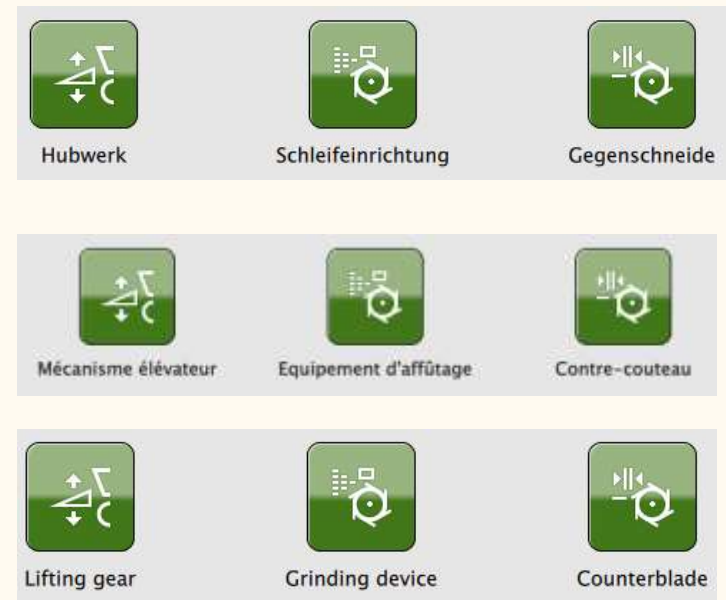 Hubwerk Schleifeinrichtung Gegenschneide
Mécanisme élévateur Equipement d'affûtage Contre-couteau
Lifting gear Grinding device Counterblade